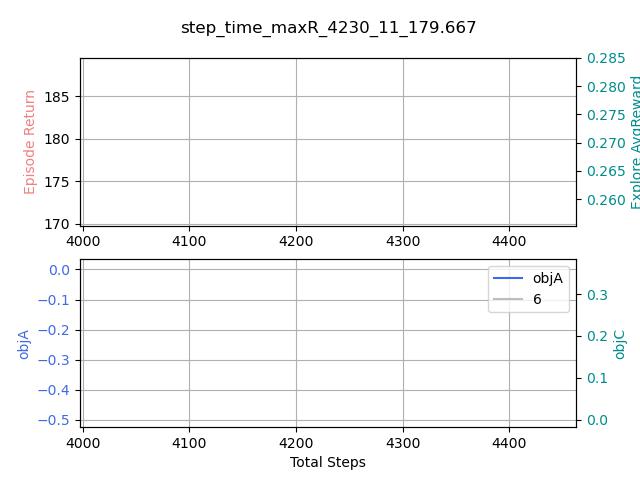 step_time_maxR_4230_11_179.667
Episode Return
185
180
175
170
0.285
0.280
0.275
0.270
0.265
0.260
Explore AvgReward
4000 4100 4200 4300 4400
objA
0.0
−0.1
−0.2
−0.3
−0.4
−0.5
objA
6
0.3
0.2
0.1
0.0
objC
4000 4100 4200 4300 4400
Total Steps